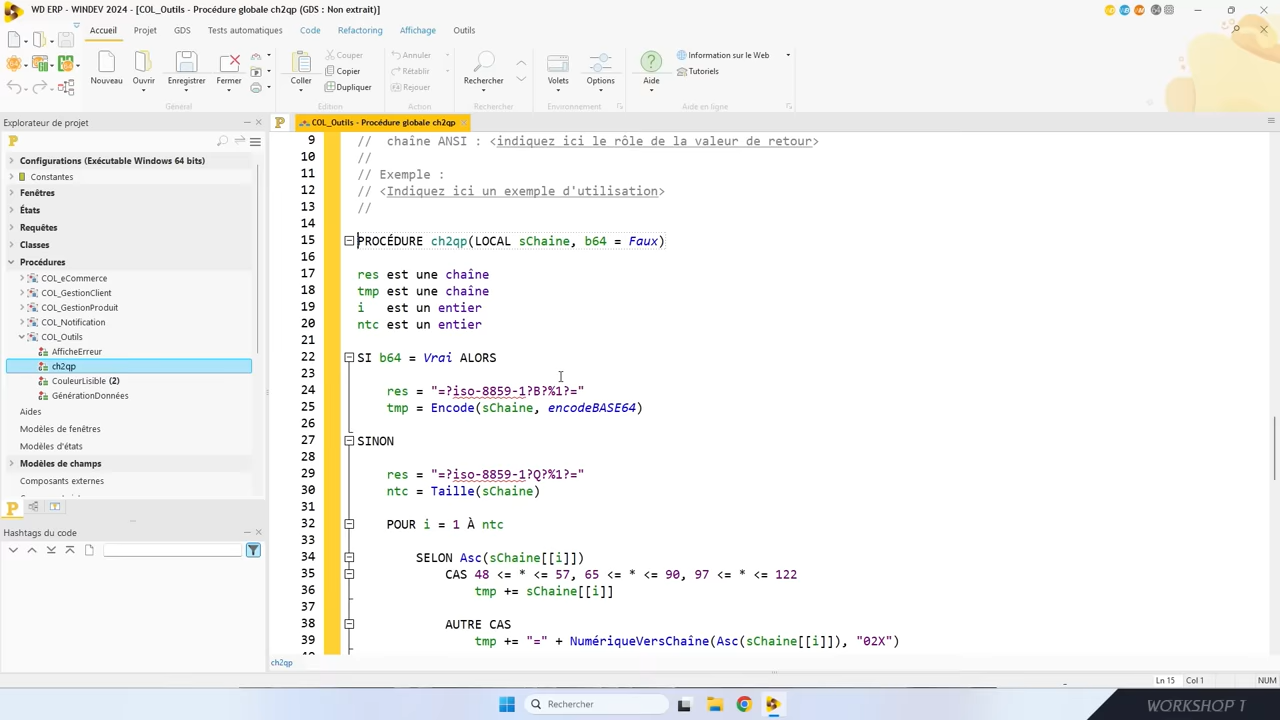 WD ERP - WINDEV 2024 - [COL_Outils - Procédure globale ch2qp (GDS : Non extrait)]
Accueil Projet GDS Tests automatiques Code Refactoring Affichage Outils
Nouveau
Ouvrir
Enregistrer
Fermer
Général
Coller
Couper
Copier
Dupliquer
Edition
Annuler
Rétablir
Rejouer
Action
Rechercher
Rechercher
Volets
Options
Environnement
Aide
Information sur le Web
Tutoriels
Aide en ligne
Explorateur de projet
Configurations (Exécutable Windows 64 bits)
Constantes
Fenêtres
États
Requêtes
Classes
Procédures
COL_eCommerce
COL_GestionClient
COL_GestionProduit
COL_Notification
COL_Outils
AfficheErreur
ch2qp
CouleurLisible (2)
GénérationDonnées
Aides
Modèles de fenêtres
Modèles d'états
Modèles de champs
Composants externes
Hashtags du code
COL_Outils - Procédure globale ch2qp
9 // chaîne ANSI : <indiquez ici le rôle de la valeur de retour>
10 //
11 // Exemple :
12 // <Indiquez ici un exemple d'utilisation>
13 //
14
15 PROCÉDURE ch2qp(LOCAL sChaine, b64 = Faux)
16
17 res est une chaîne
18 tmp est une chaîne
19 i est un entier
20 ntc est un entier
21
22 SI b64 = Vrai ALORS
23
24 res = "=?iso-8859-1?B?%1?="
25 tmp = Encode(sChaine, encodeBASE64)
26
27 SINON
28
29 res = "=?iso-8859-1?Q?%1?="
30 ntc = Taille(sChaine)
31
32 POUR i = 1 À ntc
33
34 SELON Asc(sChaine[[i]])
35 CAS 48 <= * <= 57, 65 <= * <= 90, 97 <= * <= 122
36 tmp += sChaine[[i]]
37
38 AUTRE CAS
39 tmp += "=" + NumériqueVersChaine(Asc(sChaine[[i]]), "02X")
ch2qp
Ln 15 Col 1 NUM
Rechercher
WORKSHOP 1